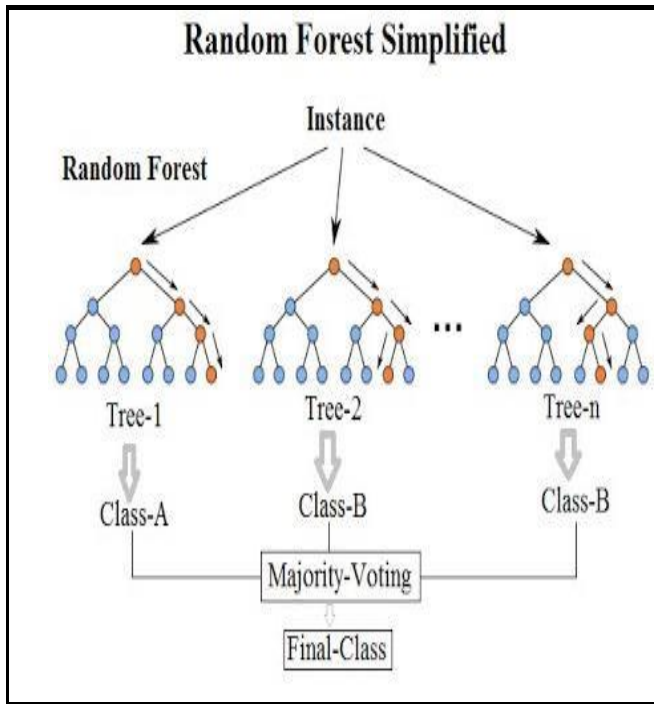 Random Forest Simplified
Instance
Random Forest
...
Tree-1 Tree-2 Tree-n
Class-A Class-B Class-B
Majority-Voting
Final-Class